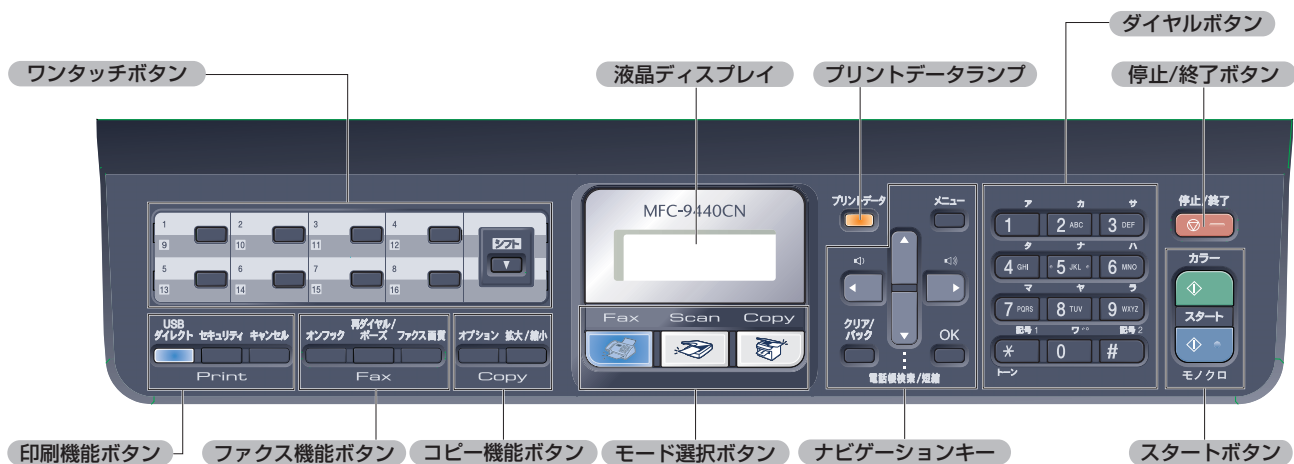 ダイヤルボタン
ワンタッチボタン
液晶ディスプレイ
プリントデータランプ
停止/終了ボタン
MFC-9440CN
プリントデータ
メニュー
ア カ サ
停止/終了
1 2 3 4
9 10 11 12
シフト
5 6 7 8
13 14 15 16
1 2 ABC 3 DEF
タ ナ ハ
4 GHI 5 JKL 6 MNO
マ ヤ ラ
7 PQRS 8 TUV 9 WXYZ
記号1 ワ 記号2
* 0 #
トーン
カラー
スタート
モノクロ
Fax Scan Copy
クリア/
バック
OK
電話帳検索/短縮
USB
ダイレクト セキュリティ キャンセル
Print
オンフック 再ダイヤル/
ポーズ ファクス画質
Fax
オプション 拡大/縮小
Copy
印刷機能ボタン
ファクス機能ボタン
コピー機能ボタン
モード選択ボタン
ナビゲーションキー
スタートボタン